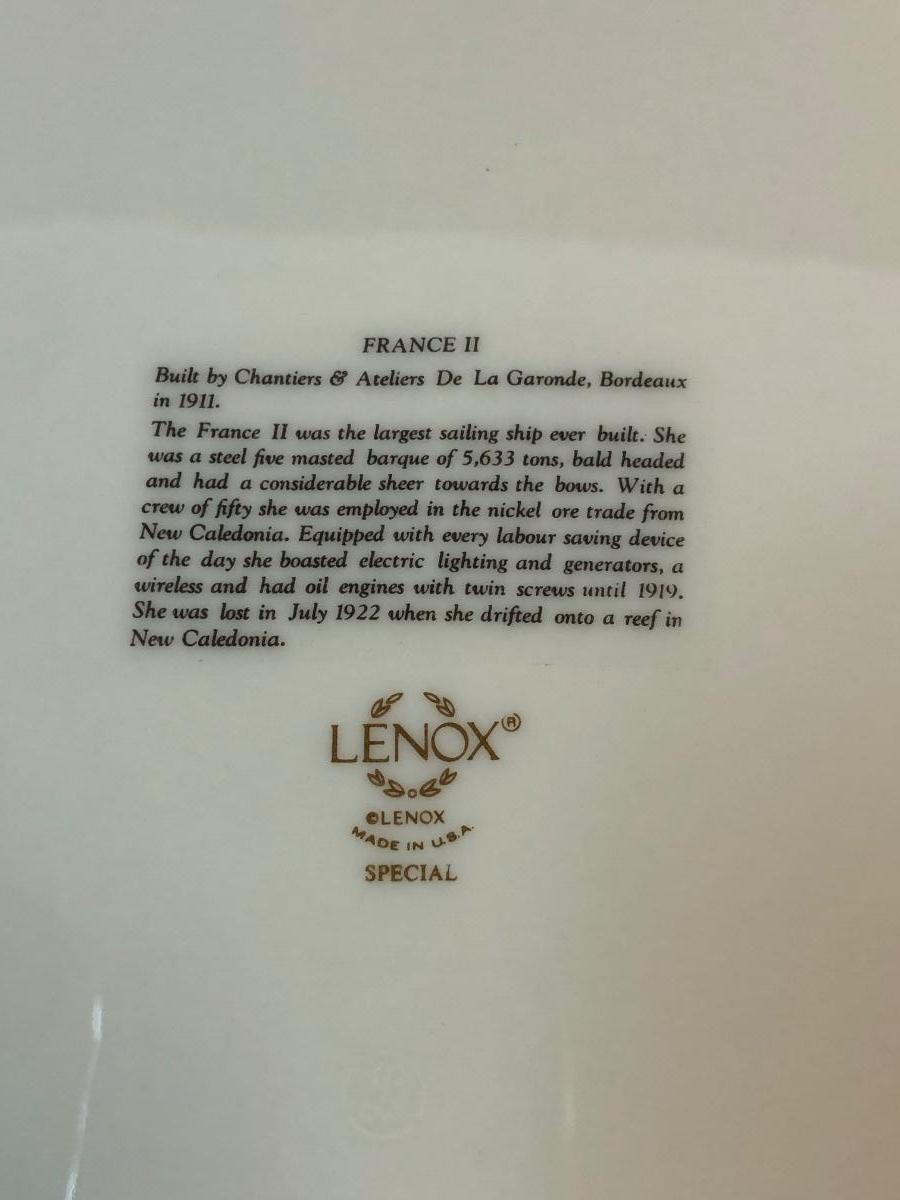 FRANCE II
Built by Chantiers & Ateliers De La Garonde, Bordeaux
in 1911.
The France II was the largest sailing ship ever built. She
was a steel five masted barque of 5,633 tons, bald headed
and had a considerable sheer towards the bows. With a
crew of fifty she was employed in the nickel ore trade from
New Caledonia. Equipped with every labour saving device
of the day she boasted electric lighting and generators, a
wireless and had oil engines with twin screws until 1919.
She was lost in July 1922 when she drifted onto a reef in
New Caledonia.
LENOX®
©LENOX
MADE IN U.S.A.
SPECIAL